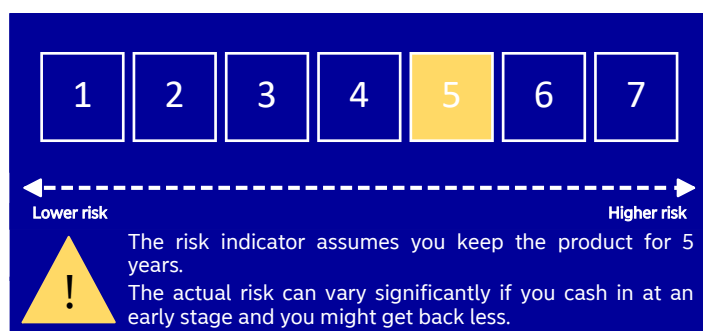 1 2 3 4 5 6 7
Lower risk Higher risk
The risk indicator assumes you keep the product for 5
years.
!
The actual risk can vary significantly if you cash in at an
early stage and you might get back less.